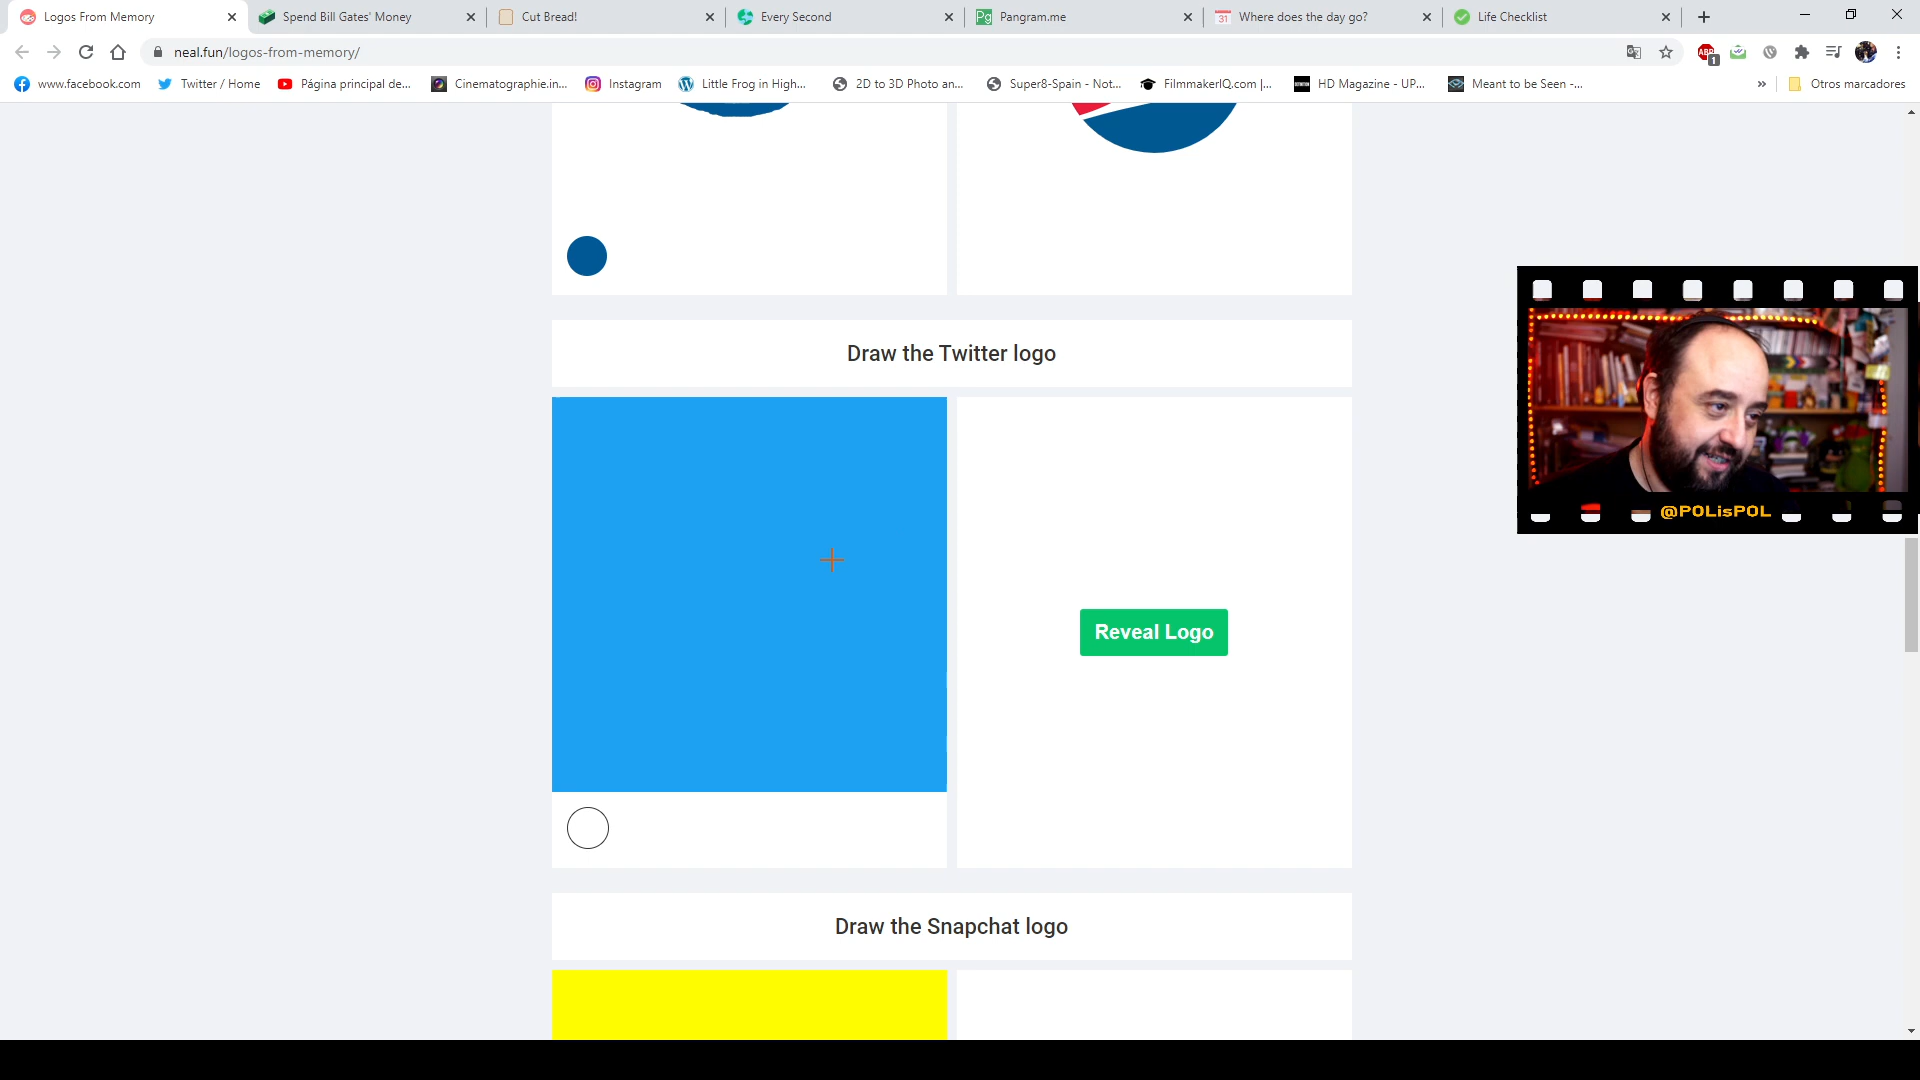 Logos From Memory
Spend Bill Gates' Money
Cut Bread!
Every Second
Pangram.me
Where does the day go?
Life Checklist
neal.fun/logos-from-memory/
www.facebook.com
Twitter / Home
Página principal de...
Cinematographie.in...
Instagram
Little Frog in High...
2D to 3D Photo an...
Super8-Spain - Not...
FilmmakerIQ.com |...
HD Magazine - UP...
Meant to be Seen -...
»
Otros marcadores
Draw the Twitter logo
Reveal Logo
Draw the Snapchat logo
@POLisPOL